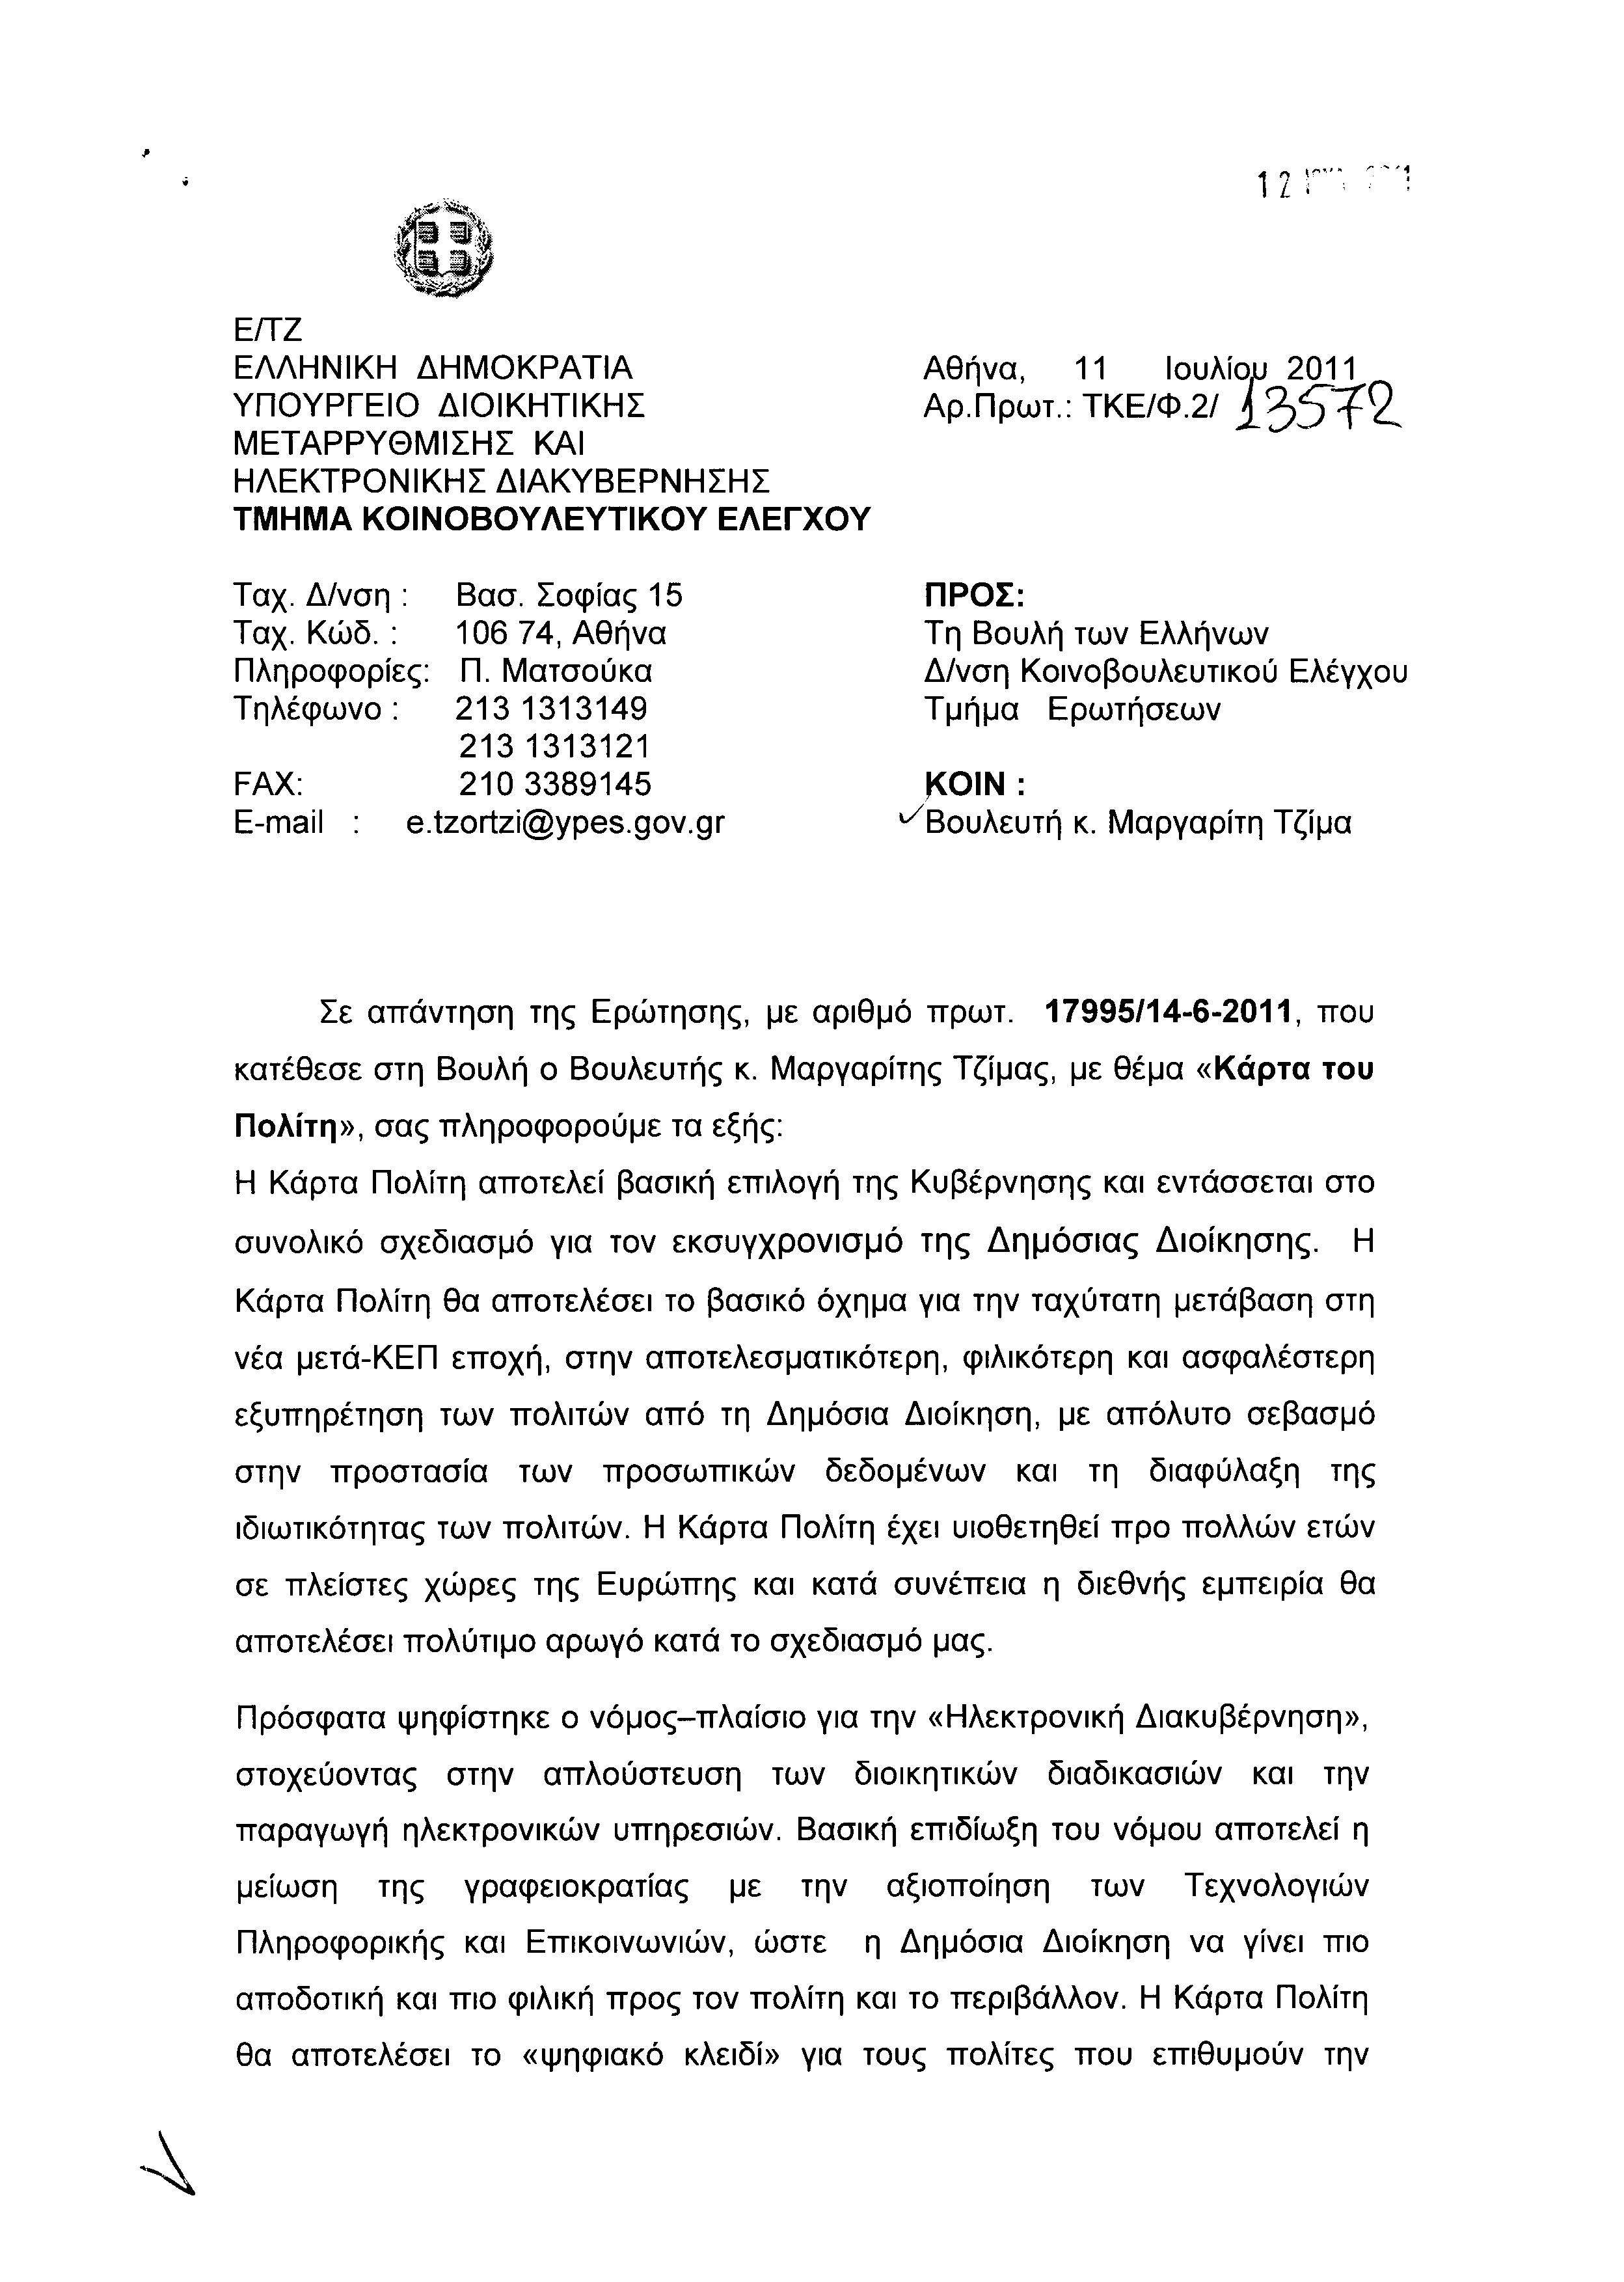 12
Ε/ΤΖ
ΕΛΛΗΝΙΚΗ ΔΗΜΟΚΡΑΤΙΑ
ΥΠΟΥΡΓΕΙΟ ΔΙΟΙΚΗΤΙΚΗΣ
ΜΕΤΑΡΡΥΘΜΙΣΗΣ ΚΑΙ
ΗΛΕΚΤΡΟΝΙΚΗΣ ΔΙΑΚΥΒΕΡΝΗΣΗΣ
ΤΜΗΜΑ ΚΟΙΝΟΒΟΥΛΕΥΤΙΚΟΥ ΕΛΕΓΧΟΥ
Αθήνα, 11 Ιουλίου 2011
Αρ.Πρωτ.: ΤΚΕ/Φ.2/ 13572
Ταχ. Δ/νση : Βασ. Σοφίας 15
Ταχ. Κώδ. : 106 74, Αθήνα
Πληροφορίες: Π. Ματσούκα
Τηλέφωνο : 213 1313149
213 1313121
FAX: 210 3389145
E-mail : e.tzortzi@ypes.gov.gr
ΠΡΟΣ:
Τη Βουλή των Ελλήνων
Δ/νση Κοινοβουλευτικού Ελέγχου
Τμήμα Ερωτήσεων
ΚΟΙΝ :
Βουλευτή κ. Μαργαρίτη Τζίμα
Σε απάντηση της Ερώτησης, με αριθμό πρωτ. 17995/14-6-2011, που
κατέθεσε στη Βουλή ο Βουλευτής κ. Μαργαρίτης Τζίμας, με θέμα «Κάρτα του
Πολίτη», σας πληροφορούμε τα εξής:
Η Κάρτα Πολίτη αποτελεί βασική επιλογή της Κυβέρνησης και εντάσσεται στο
συνολικό σχεδιασμό για τον εκσυγχρονισμό της Δημόσιας Διοίκησης. Η
Κάρτα Πολίτη θα αποτελέσει το βασικό όχημα για την ταχύτατη μετάβαση στη
νέα μετά-ΚΕΠ εποχή, στην αποτελεσματικότερη, φιλικότερη και ασφαλέστερη
εξυπηρέτηση των πολιτών από τη Δημόσια Διοίκηση, με απόλυτο σεβασμό
στην προστασία των προσωπικών δεδομένων και τη διαφύλαξη της
ιδιωτικότητας των πολιτών. Η Κάρτα Πολίτη έχει υιοθετηθεί προ πολλών ετών
σε πλείστες χώρες της Ευρώπης και κατά συνέπεια η διεθνής εμπειρία θα
αποτελέσει πολύτιμο αρωγό κατά το σχεδιασμό μας.
Πρόσφατα ψηφίστηκε ο νόμος–πλαίσιο για την «Ηλεκτρονική Διακυβέρνηση»,
στοχεύοντας στην απλούστευση των διοικητικών διαδικασιών και την
παραγωγή ηλεκτρονικών υπηρεσιών. Βασική επιδίωξη του νόμου αποτελεί η
μείωση της γραφειοκρατίας με την αξιοποίηση των Τεχνολογιών
Πληροφορικής και Επικοινωνιών, ώστε η Δημόσια Διοίκηση να γίνει πιο
αποδοτική και πιο φιλική προς τον πολίτη και το περιβάλλον. Η Κάρτα Πολίτη
θα αποτελέσει το «ψηφιακό κλειδί» για τους πολίτες που επιθυμούν την